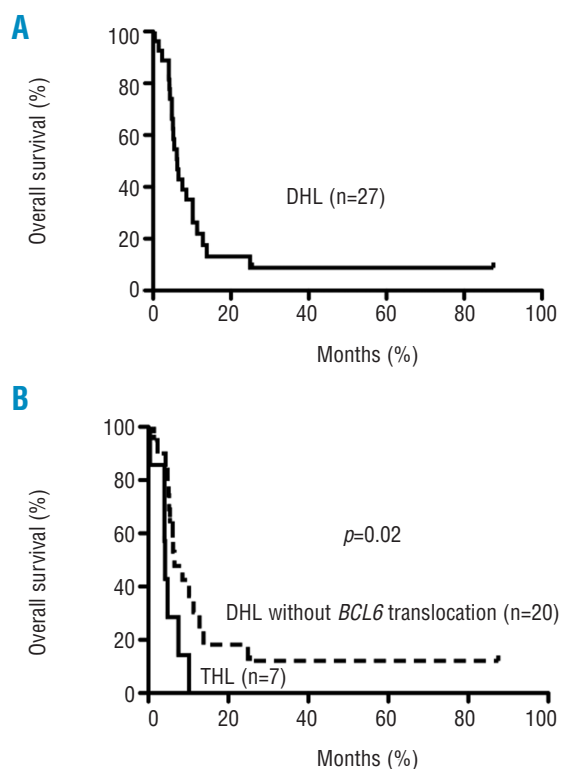 A
Overall survival (%)
100
80
60
40
20
0
DHL (n=27)
0 20 40 60 80 100
Months (%)
B
Overall survival (%)
100
80
60
40
20
0
p=0.02
DHL without BCL6 translocation (n=20)
THL (n=7)
0 20 40 60 80 100
Months (%)